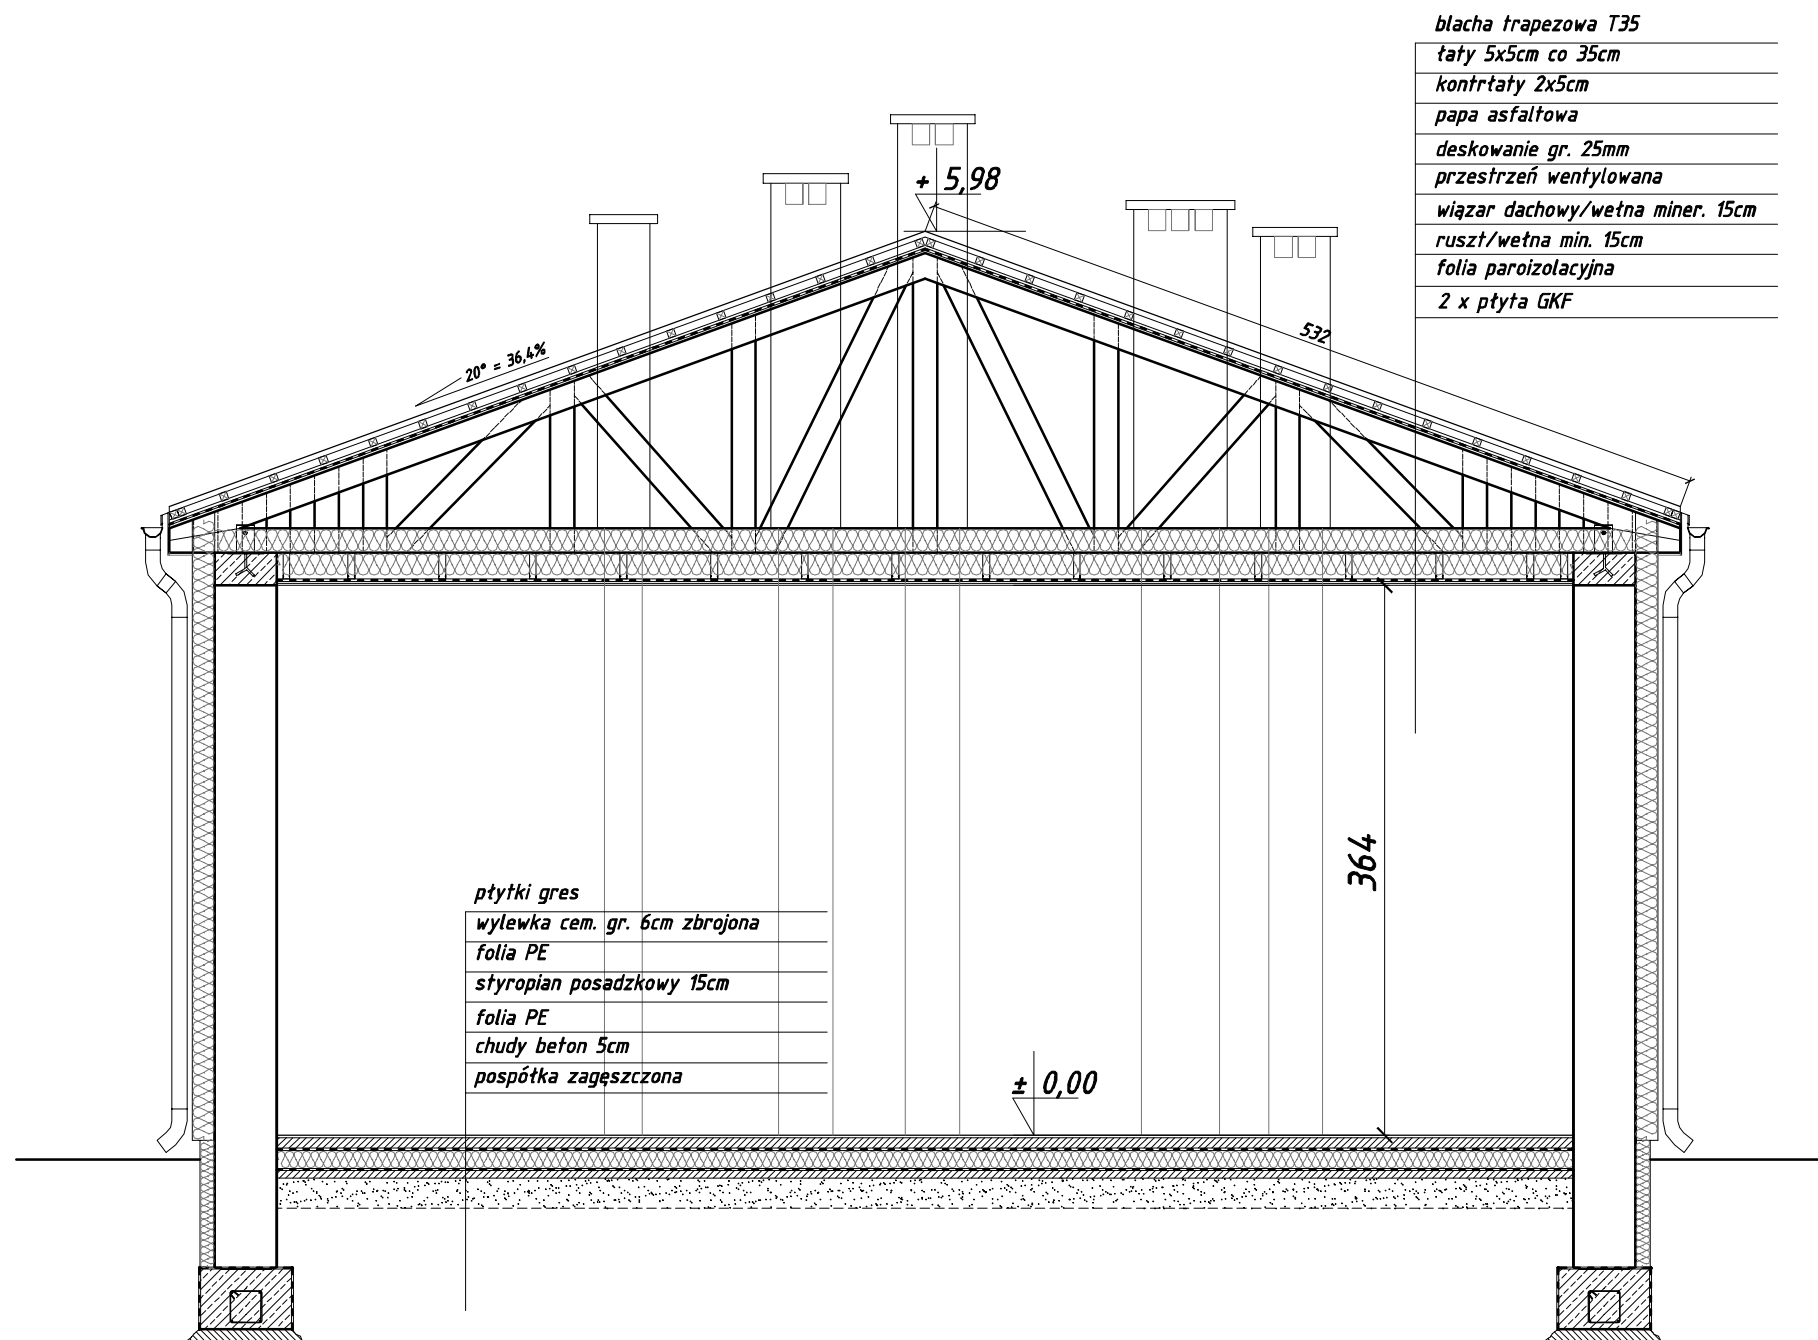 blacha trapezowa T35
łaty 5x5cm co 35cm
kontrłaty 2x5cm
papa asfaltowa
deskowanie gr. 25mm
przestrzeń wentylowana
wiązar dachowy/wełna miner. 15cm
ruszt/wełna min. 15cm
folia paroizolacyjna
2 x płyta GKF
+ 5,98
532
20° = 36,4%
364
płytki gres
wylewka cem. gr. 6cm zbrojona
folia PE
styropian posadzkowy 15cm
folia PE
chudy beton 5cm
pospółka zagęszczona
± 0,00